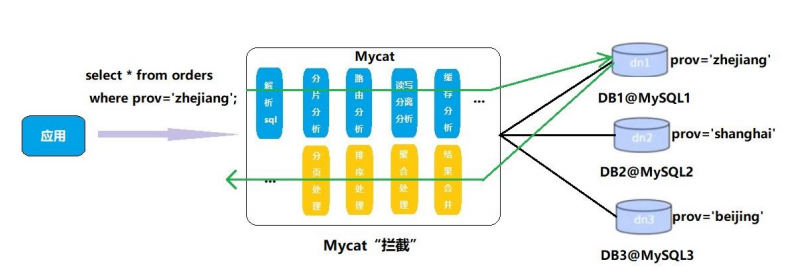 Mycat
select * from orders
where prov='zhejiang';
应用
解析sql
分片分析
路由分析
读写分离分析
缓存分析
...
...
分页处理
排序处理
聚合处理
结果合并
Mycat“拦截”
dn1
prov='zhejiang'
DB1@MySQL1
dn2
prov='shanghai'
DB2@MySQL2
dn3
prov='beijing'
DB3@MySQL3